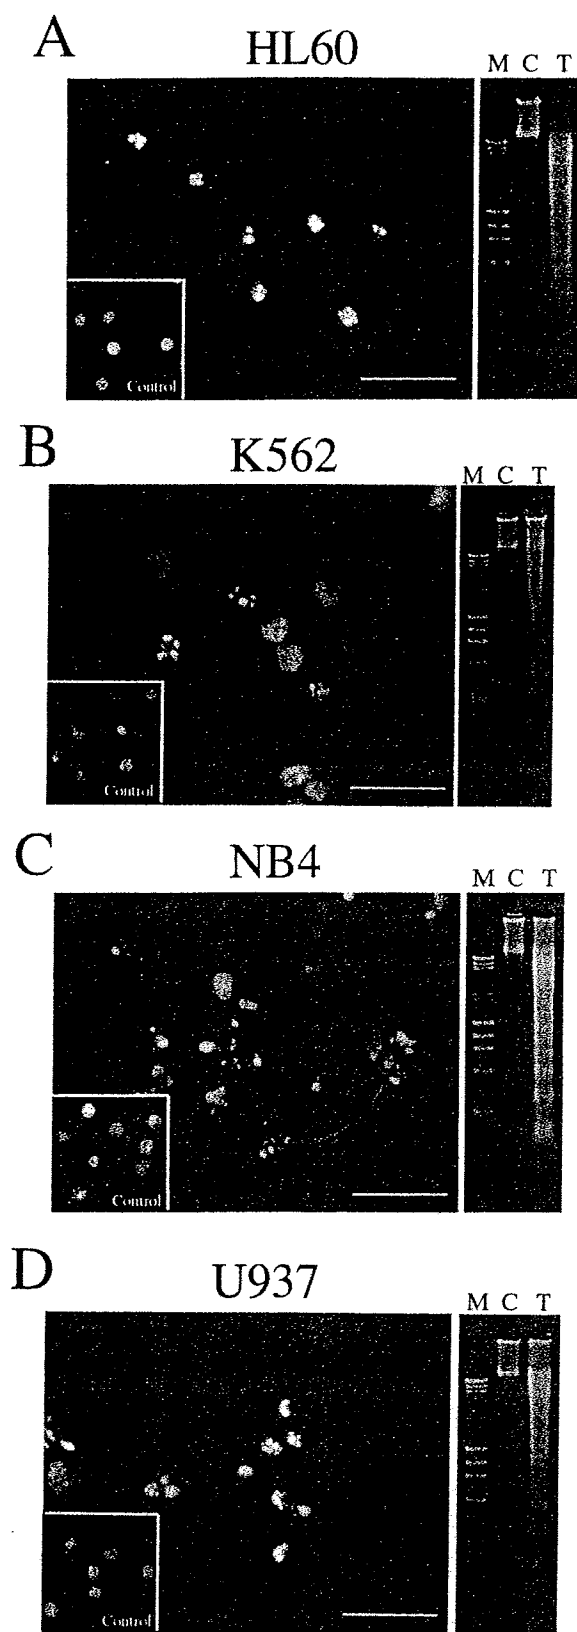 A
HL60
M C T
Control
B
K562
M C T
Control
C
NB4
M C T
Control
D
U937
M C T
Control